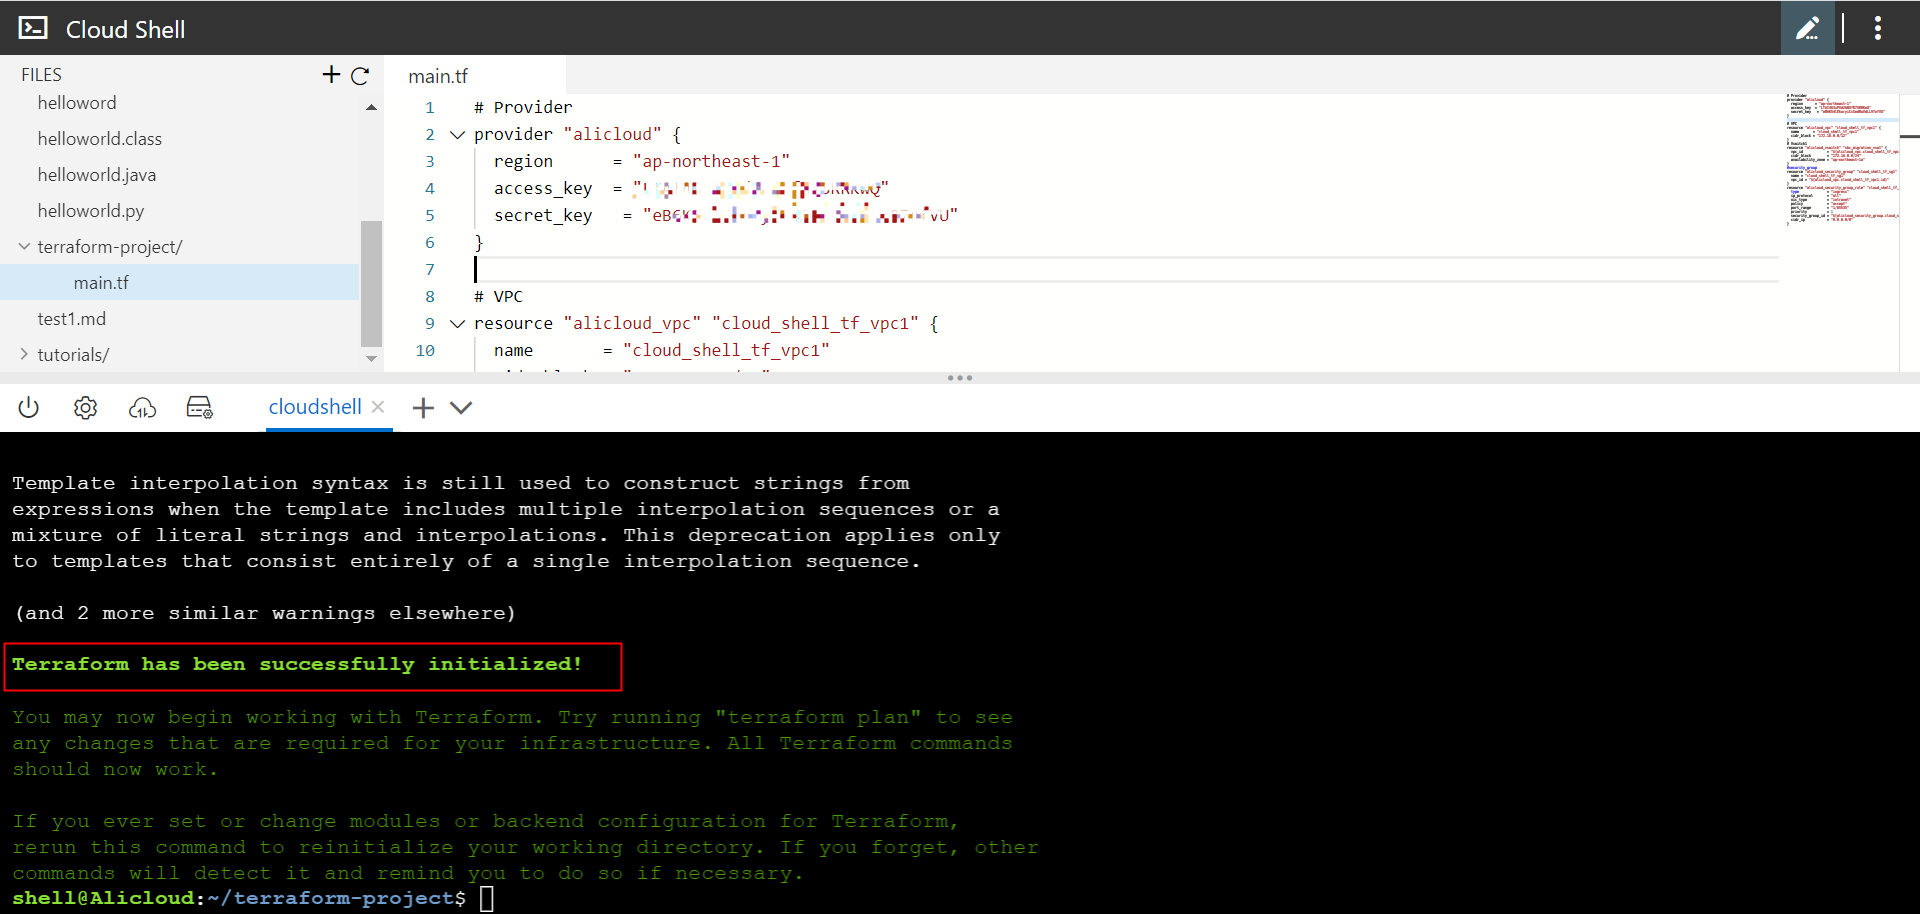 Cloud Shell
FILES
helloword
helloworld.class
helloworld.java
helloworld.py
terraform-project/
main.tf
test1.md
tutorials/
main.tf
1 # Provider
2 provider "alicloud" {
3 region = "ap-northeast-1"
4 access_key = "
5 secret_key = "eB
6 }
7
8 # VPC
9 resource "alicloud_vpc" "cloud_shell_tf_vpc1" {
10 name = "cloud_shell_tf_vpc1"
cloudshell
Template interpolation syntax is still used to construct strings from
expressions when the template includes multiple interpolation sequences or a
mixture of literal strings and interpolations. This deprecation applies only
to templates that consist entirely of a single interpolation sequence.
(and 2 more similar warnings elsewhere)
Terraform has been successfully initialized!
You may now begin working with Terraform. Try running "terraform plan" to see
any changes that are required for your infrastructure. All Terraform commands
should now work.
If you ever set or change modules or backend configuration for Terraform,
rerun this command to reinitialize your working directory. If you forget, other
commands will detect it and remind you to do so if necessary.
shell@Alicloud:~/terraform-project$